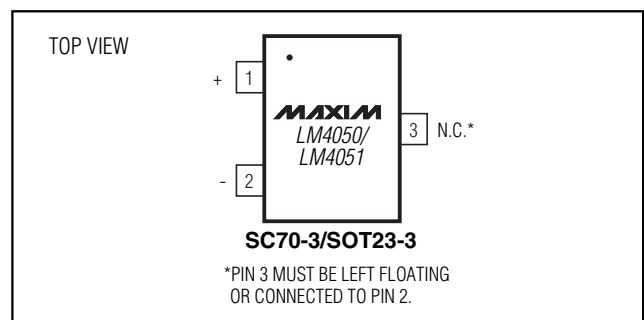 TOP VIEW
+ 1
MAXIM
LM4050/
LM4051
3 N.C.*
- 2
SC70-3/SOT23-3
*PIN 3 MUST BE LEFT FLOATING
OR CONNECTED TO PIN 2.